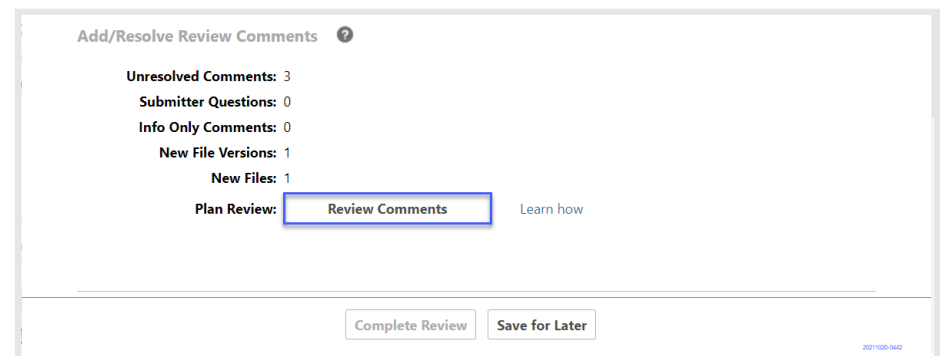 Add/Resolve Review Comments ?
Unresolved Comments: 3
Submitter Questions: 0
Info Only Comments: 0
New File Versions: 1
New Files: 1
Plan Review: Review Comments Learn how
Complete Review Save for Later
20211020-0442